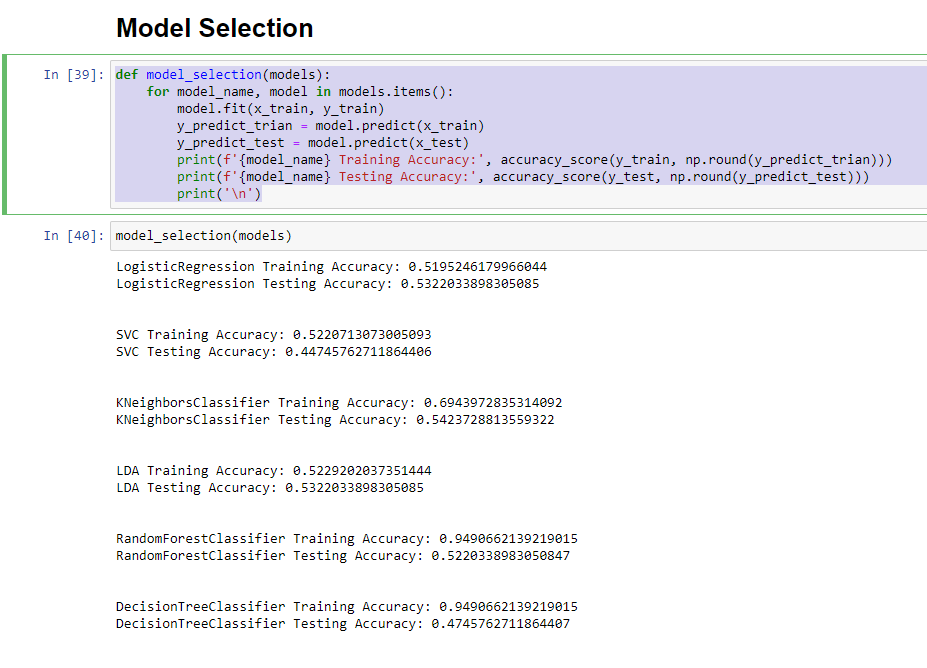 Model Selection
In [39]: def model_selection(models):
for model_name, model in models.items():
model.fit(x_train, y_train)
y_predict_trian = model.predict(x_train)
y_predict_test = model.predict(x_test)
print(f'{model_name} Training Accuracy:', accuracy_score(y_train, np.round(y_predict_trian)))
print(f'{model_name} Testing Accuracy:', accuracy_score(y_test, np.round(y_predict_test)))
print('\n')
In [40]: model_selection(models)
LogisticRegression Training Accuracy: 0.5195246179966044
LogisticRegression Testing Accuracy: 0.5322033898305085
SVC Training Accuracy: 0.5220713073005093
SVC Testing Accuracy: 0.44745762711864406
KNeighborsClassifier Training Accuracy: 0.6943972835314092
KNeighborsClassifier Testing Accuracy: 0.5423728813559322
LDA Training Accuracy: 0.5229202037351444
LDA Testing Accuracy: 0.5322033898305085
RandomForestClassifier Training Accuracy: 0.9490662139219015
RandomForestClassifier Testing Accuracy: 0.5220338983050847
DecisionTreeClassifier Training Accuracy: 0.9490662139219015
DecisionTreeClassifier Testing Accuracy: 0.4745762711864407